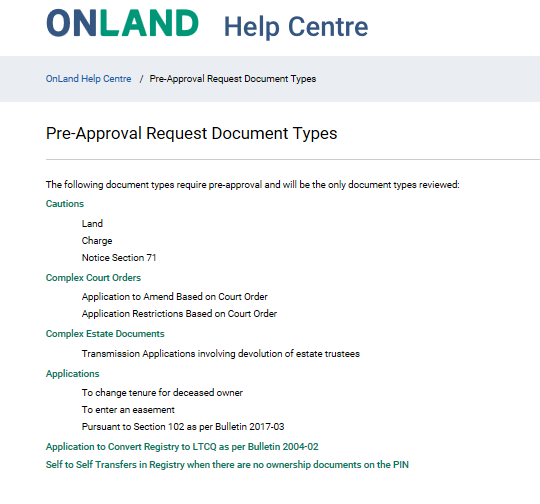 ONLAND Help Centre
OnLand Help Centre / Pre-Approval Request Document Types
Pre-Approval Request Document Types
The following document types require pre-approval and will be the only document types reviewed:
Cautions
Land
Charge
Notice Section 71
Complex Court Orders
Application to Amend Based on Court Order
Application Restrictions Based on Court Order
Complex Estate Documents
Transmission Applications involving devolution of estate trustees
Applications
To change tenure for deceased owner
To enter an easement
Pursuant to Section 102 as per Bulletin 2017-03
Application to Convert Registry to LTCQ as per Bulletin 2004-02
Self to Self Transfers in Registry when there are no ownership documents on the PIN